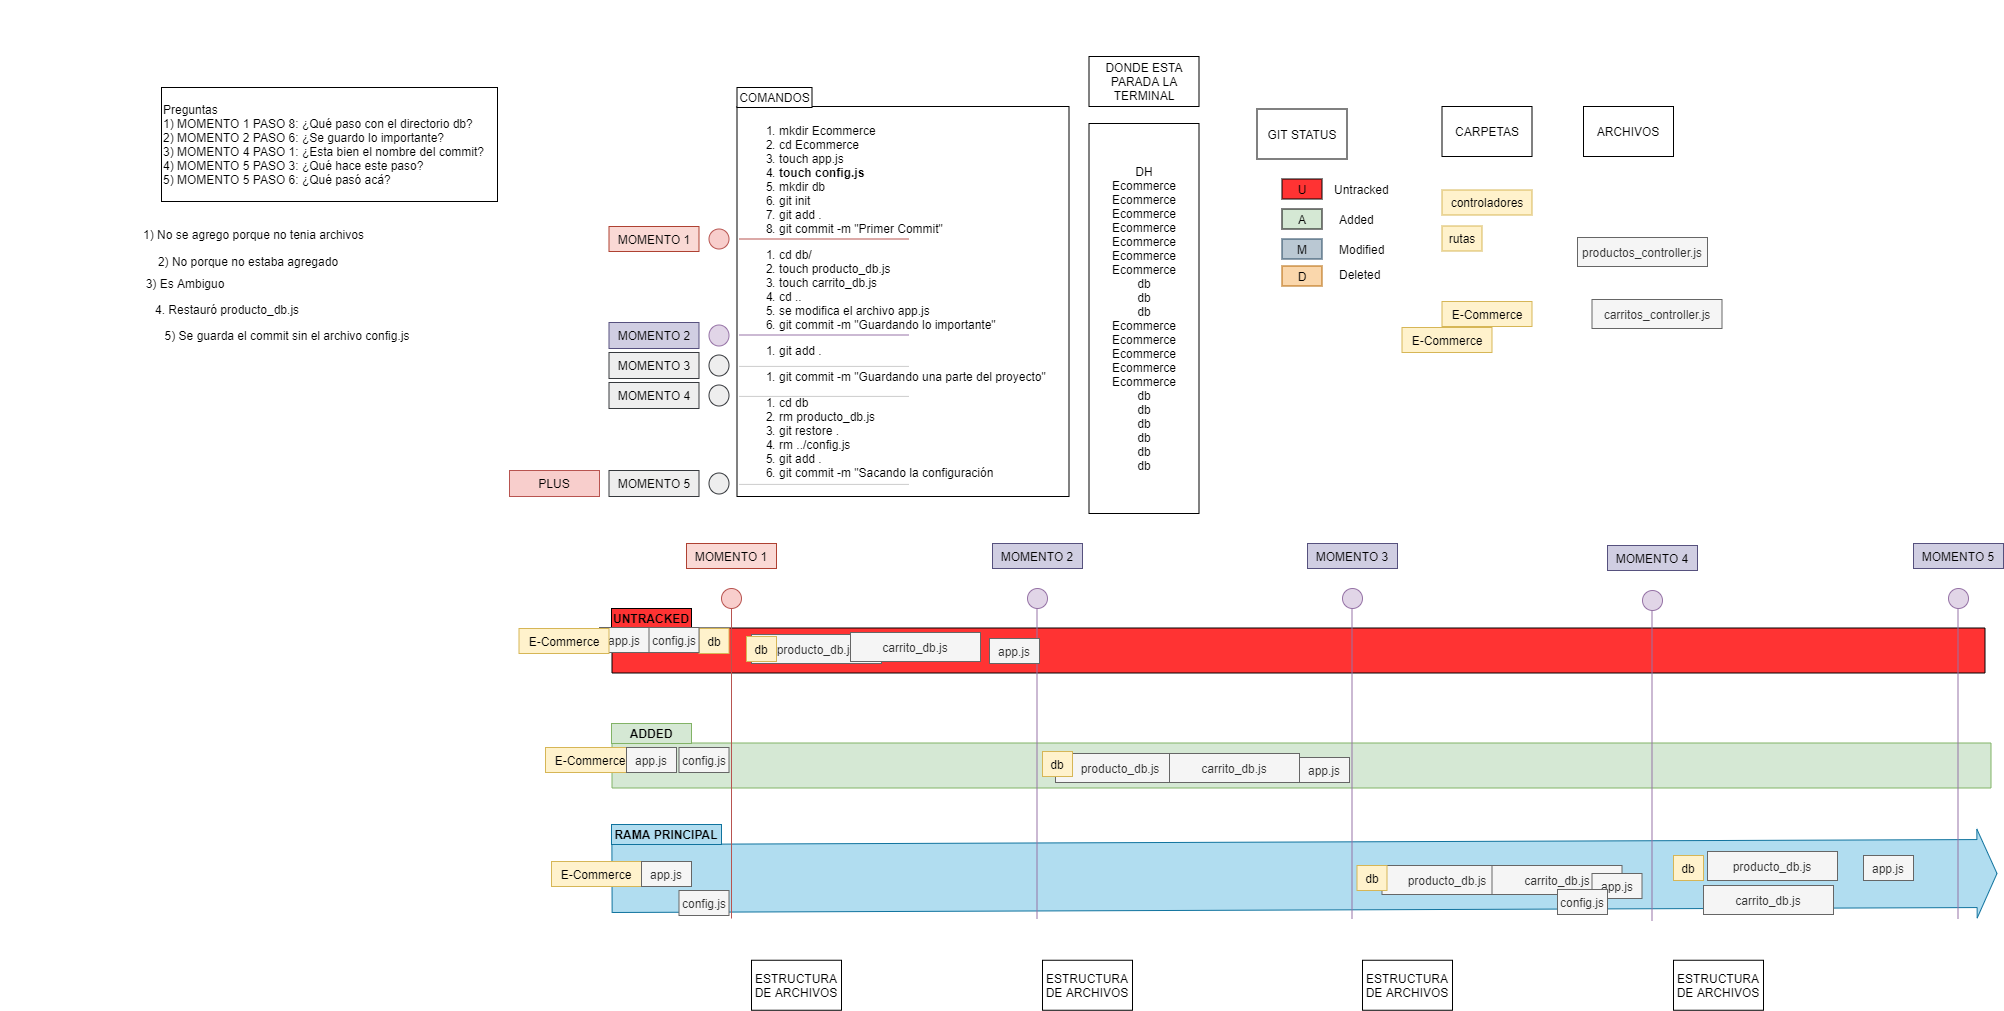 Preguntas
1) MOMENTO 1 PASO 8: ¿Qué paso con el directorio db?
2) MOMENTO 2 PASO 6: ¿Se guardo lo importante?
3) MOMENTO 4 PASO 1: ¿Esta bien el nombre del commit?
4) MOMENTO 5 PASO 3: ¿Qué hace este paso?
5) MOMENTO 5 PASO 6: ¿Qué pasó acá?
1) No se agrego porque no tenia archivos
2) No porque no estaba agregado
3) Es Ambiguo
4. Restauró producto_db.js
5) Se guarda el commit sin el archivo config.js
COMANDOS
1. mkdir Ecommerce
2. cd Ecommerce
3. touch app.js
4. touch config.js
5. mkdir db
6. git init
7. git add .
8. git commit -m "Primer Commit"
MOMENTO 1
1. cd db/
2. touch producto_db.js
3. touch carrito_db.js
4. cd ..
5. se modifica el archivo app.js
6. git commit -m "Guardando lo importante"
MOMENTO 2
1. git add .
MOMENTO 3
1. git commit -m "Guardando una parte del proyecto"
MOMENTO 4
1. cd db
2. rm producto_db.js
3. git restore .
4. rm ../config.js
5. git add .
6. git commit -m "Sacando la configuración
PLUS
MOMENTO 5
DONDE ESTA
PARADA LA
TERMINAL
DH
Ecommerce
Ecommerce
Ecommerce
Ecommerce
Ecommerce
Ecommerce
Ecommerce
db
db
db
Ecommerce
Ecommerce
Ecommerce
Ecommerce
Ecommerce
db
db
db
db
db
db
GIT STATUS
U Untracked
A Added
M Modified
D Deleted
CARPETAS
controladores
rutas
E-Commerce
E-Commerce
ARCHIVOS
productos_controller.js
carritos_controller.js
MOMENTO 1
MOMENTO 2
MOMENTO 3
MOMENTO 4
MOMENTO 5
UNTRACKED
E-Commerce
app.js
config.js
db
db
producto_db.j
carrito_db.js
app.js
ADDED
E-Commerce
app.js
config.js
db
producto_db.js
carrito_db.js
app.js
RAMA PRINCIPAL
E-Commerce
app.js
config.js
db
producto_db.js
carrito_db.js
app.js
config.js
db
producto_db.js
app.js
carrito_db.js
ESTRUCTURA
DE ARCHIVOS
ESTRUCTURA
DE ARCHIVOS
ESTRUCTURA
DE ARCHIVOS
ESTRUCTURA
DE ARCHIVOS